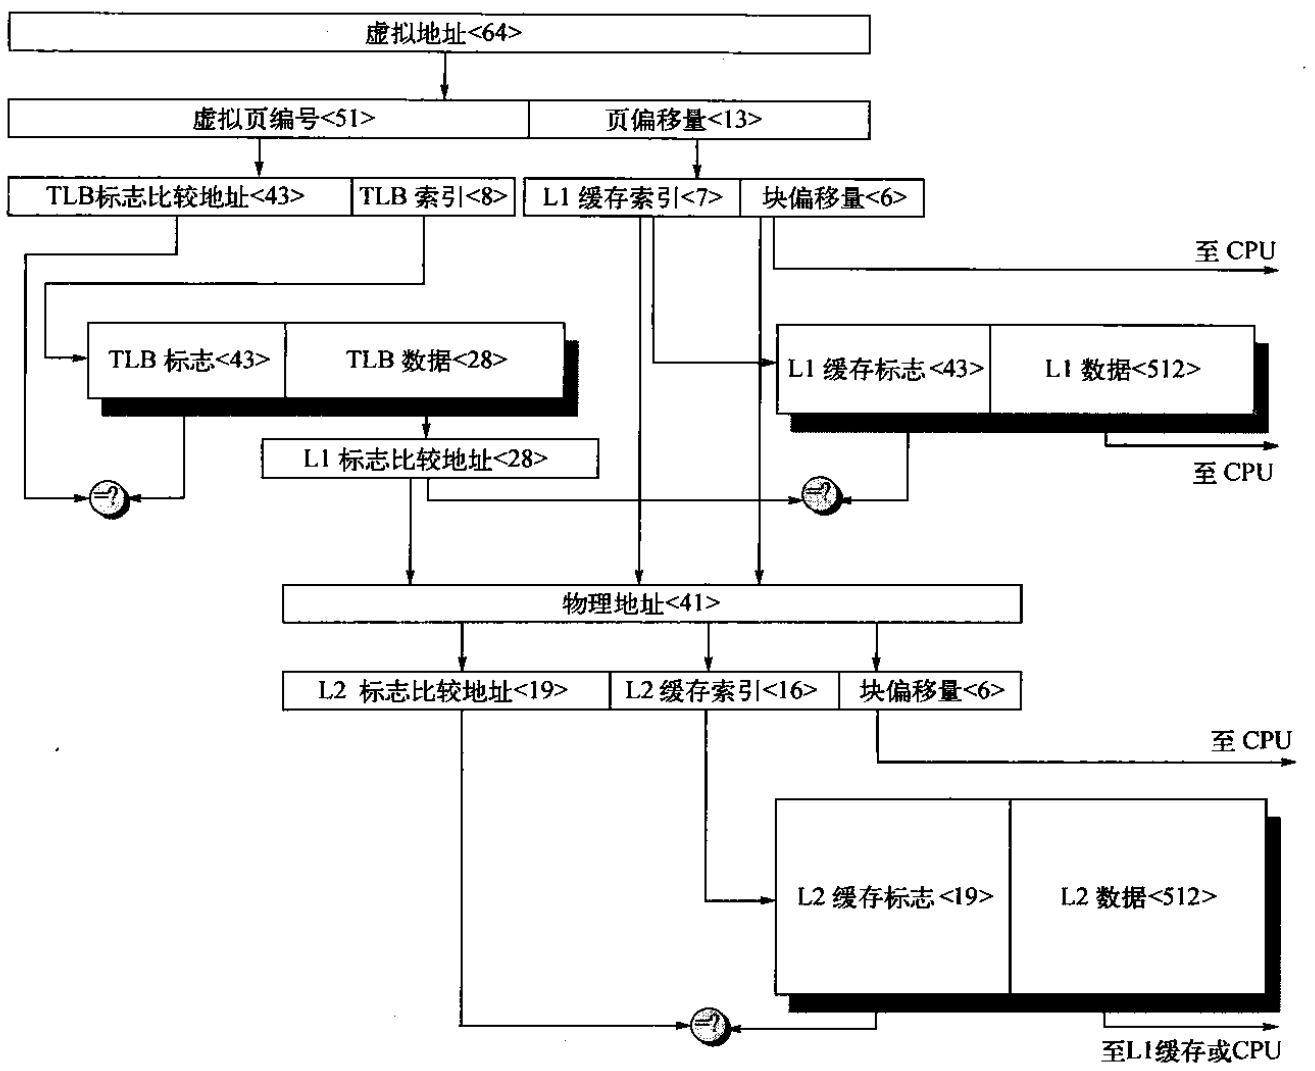 虚拟地址<64>
虚拟页编号<51> 页偏移量<13>
TLB标志比较地址<43> TLB 索引<8> L1 缓存索引<7> 块偏移量<6>
至 CPU
TLB 标志<43> TLB 数据<28> L1 缓存标志<43> L1 数据<512>
L1 标志比较地址<28>
至 CPU
=? =?
物理地址<41>
L2 标志比较地址<19> L2 缓存索引<16> 块偏移量<6>
至 CPU
L2 缓存标志<19> L2 数据<512>
=?
至L1缓存或CPU